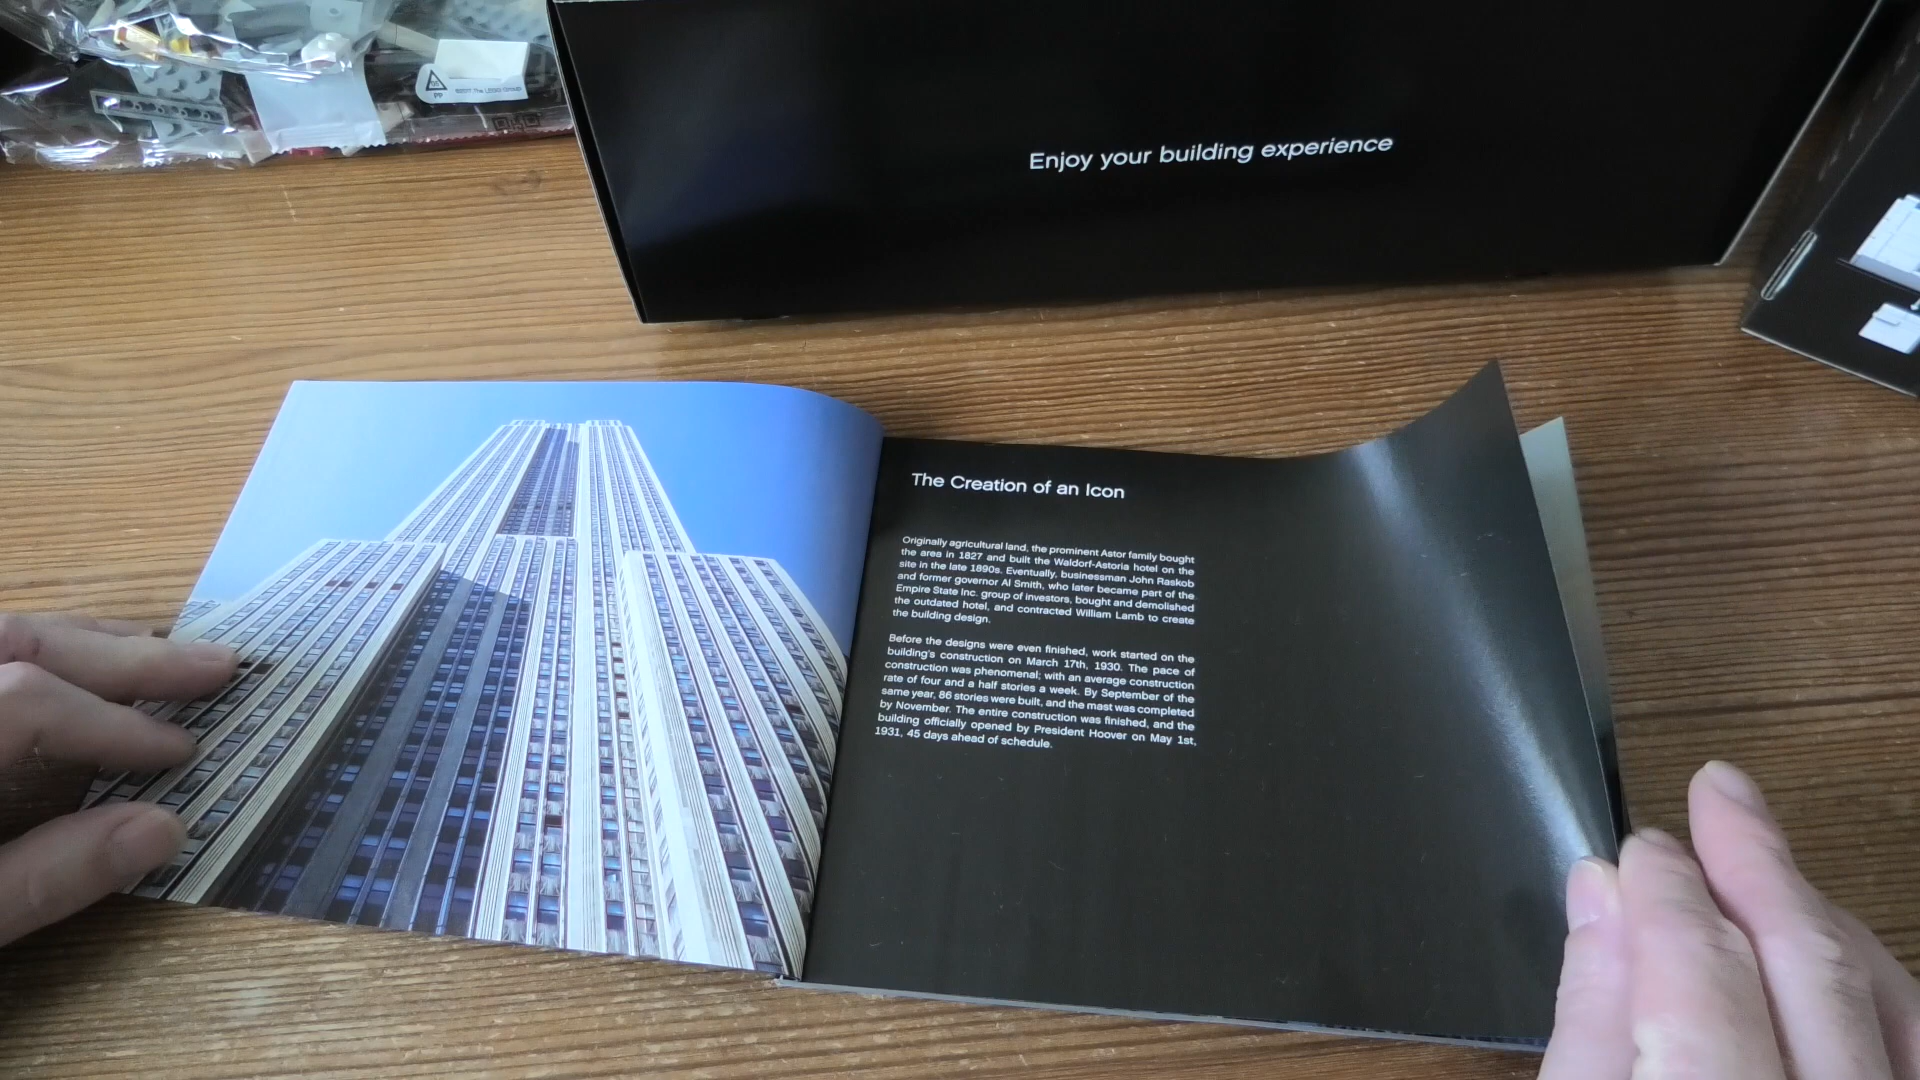 ©2017 The LEGO Group
PP
Enjoy your building experience
The Creation of an Icon
Originally agricultural land, the prominent Astor family bought
the area in 1827 and built the Waldorf-Astoria hotel on the
site in the late 1890s. Eventually, businessman John Raskob
and former governor Al Smith, who later became part of the
Empire State Inc. group of investors, bought and demolished
the outdated hotel, and contracted William Lamb to create
the building design.
Before the designs were even finished, work started on the
building's construction on March 17th, 1930. The pace of
construction was phenomenal; with an average construction
rate of four and a half stories a week. By September of the
same year, 86 stories were built, and the mast was completed
by November. The entire construction was finished, and the
building officially opened by President Hoover on May 1st,
1931, 45 days ahead of schedule.